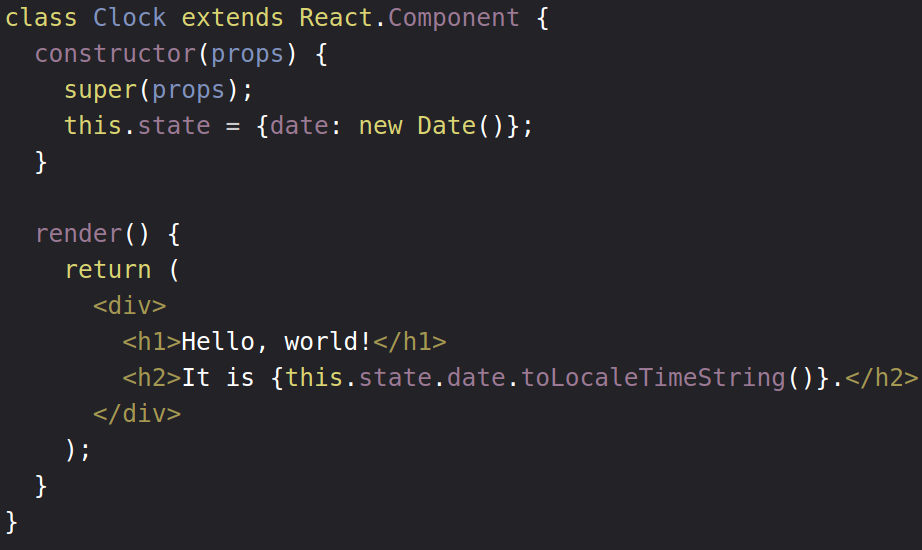 class Clock extends React.Component {
  constructor(props) {
    super(props);
    this.state = {date: new Date()};
  }

  render() {
    return (
      <div>
        <h1>Hello, world!</h1>
        <h2>It is {this.state.date.toLocaleTimeString()}.</h2>
      </div>
    );
  }
}